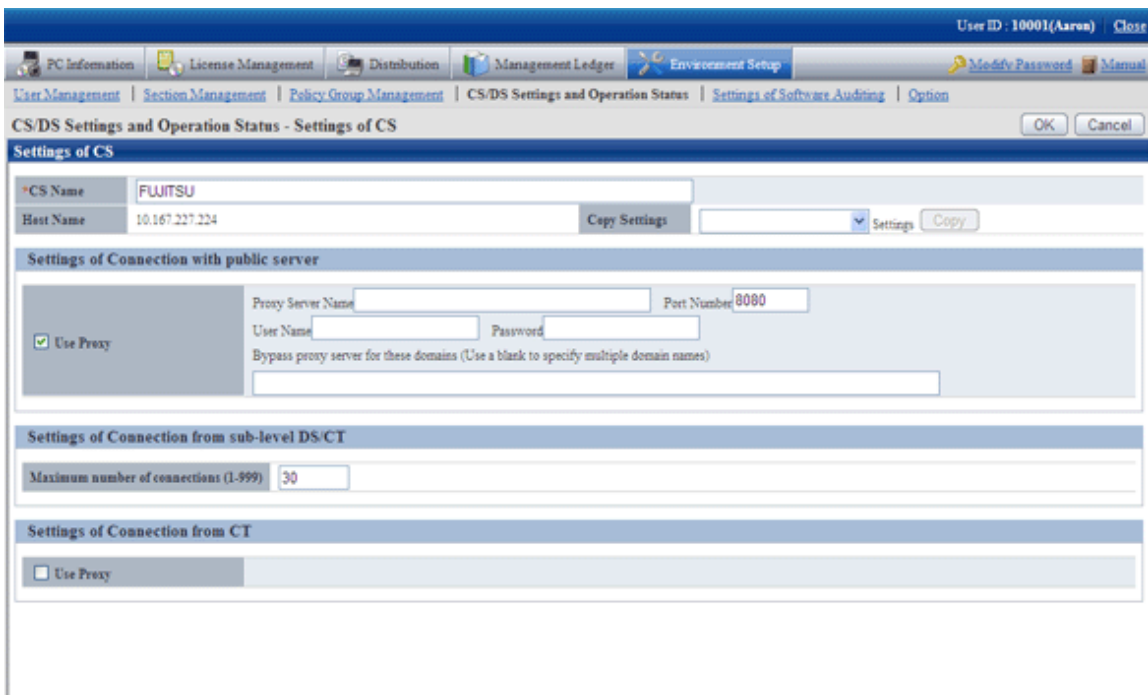 User ID : 10001(Aaron) Close
PC Information License Management Distribution Management Ledger Environment Setup Modify Password Manual
User Management | Section Management | Policy Group Management | CS/DS Settings and Operation Status | Settings of Software Auditing | Option
CS/DS Settings and Operation Status - Settings of CS OK Cancel
Settings of CS
*CS Name FUJITSU
Host Name 10.167.227.224 Copy Settings Settings Copy
Settings of Connection with public server
Proxy Server Name Port Number 8080
User Name Password
Use Proxy
Bypass proxy server for these domains (Use a blank to specify multiple domain names)
Settings of Connection from sub-level DS/CT
Maximum number of connections (1-999) 30
Settings of Connection from CT
Use Proxy